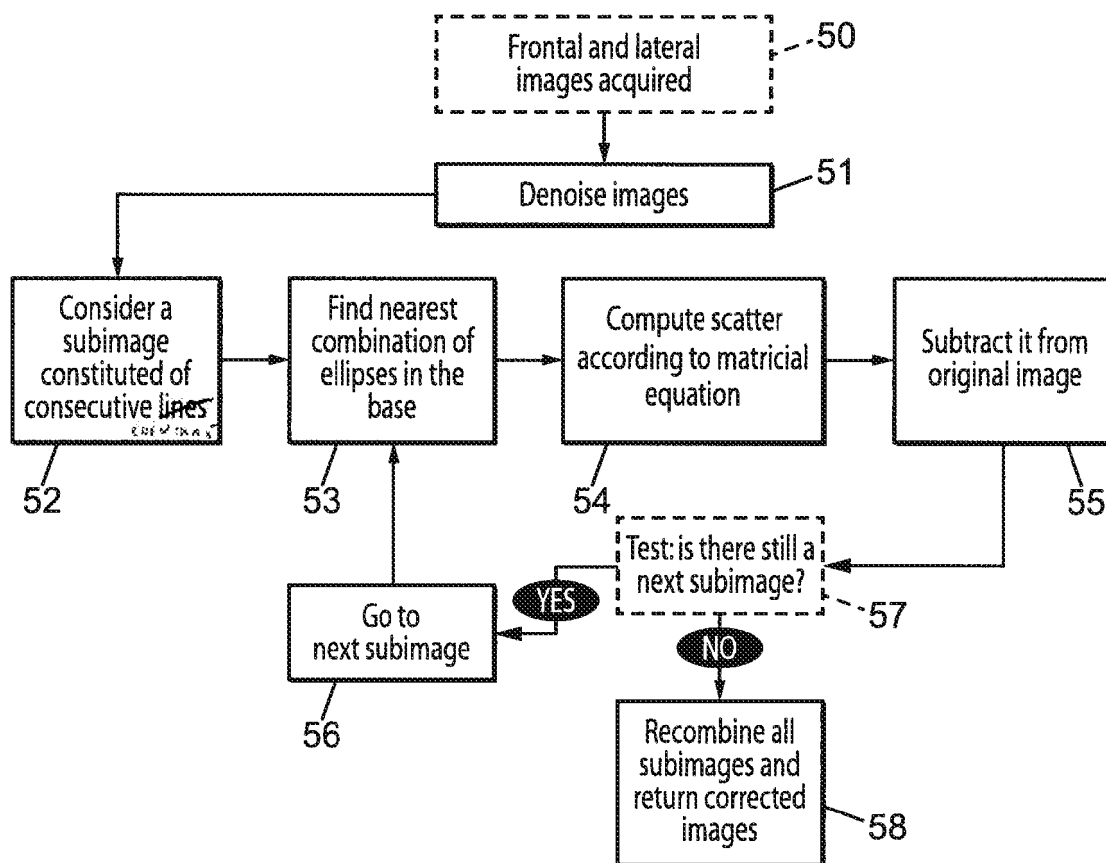 Frontal and lateral
images acquired
50
Denoise images
51
Consider a
subimage
constituted of
consecutive lines
52
Find nearest
combination of
ellipses in the
base
53
Compute scatter
according to matricial
equation
54
Subtract it from
original image
55
Test: is there still a
next subimage?
57
YES
Go to
next subimage
56
NO
Recombine all
subimages and
return corrected
images
58